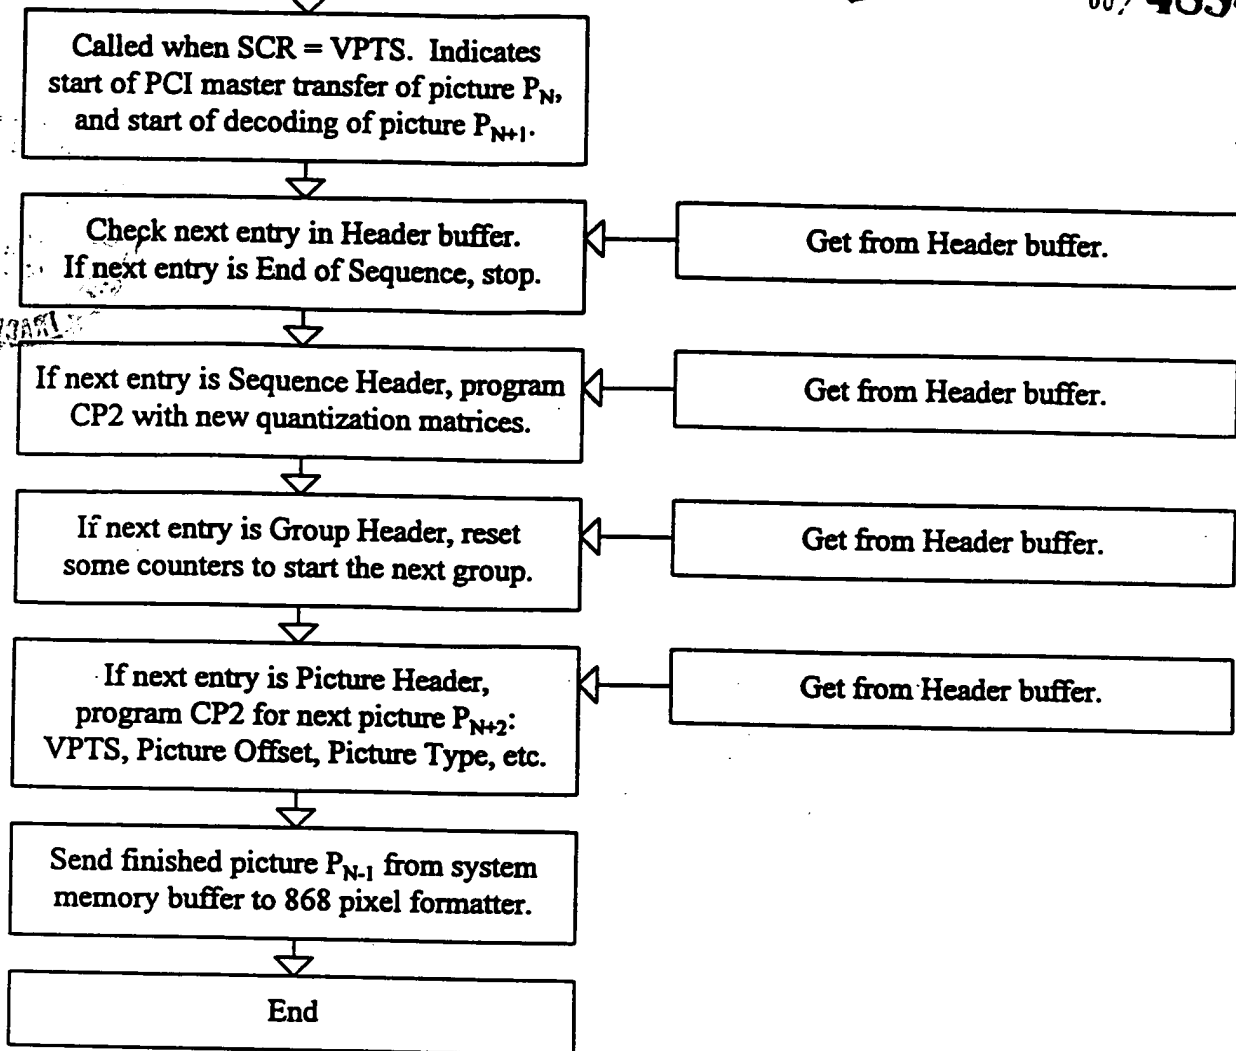 Called when SCR = VPTS. Indicates
start of PCI master transfer of picture P_N,
and start of decoding of picture P_N+1.
Check next entry in Header buffer.
If next entry is End of Sequence, stop.
Get from Header buffer.
If next entry is Sequence Header, program
CP2 with new quantization matrices.
Get from Header buffer.
If next entry is Group Header, reset
some counters to start the next group.
Get from Header buffer.
If next entry is Picture Header,
program CP2 for next picture P_N+2:
VPTS, Picture Offset, Picture Type, etc.
Get from Header buffer.
Send finished picture P_N-1 from system
memory buffer to 868 pixel formatter.
End